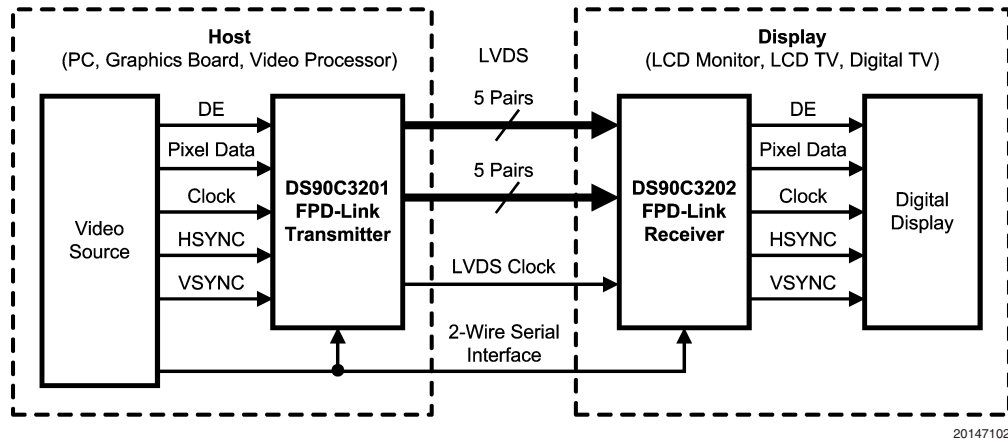 Host
(PC, Graphics Board, Video Processor)
LVDS
Display
(LCD Monitor, LCD TV, Digital TV)
Video
Source
DE
Pixel Data
Clock
HSYNC
VSYNC
DS90C3201
FPD-Link
Transmitter
5 Pairs
5 Pairs
LVDS Clock
2-Wire Serial
Interface
DS90C3202
FPD-Link
Receiver
DE
Pixel Data
Clock
HSYNC
VSYNC
Digital
Display
20147102